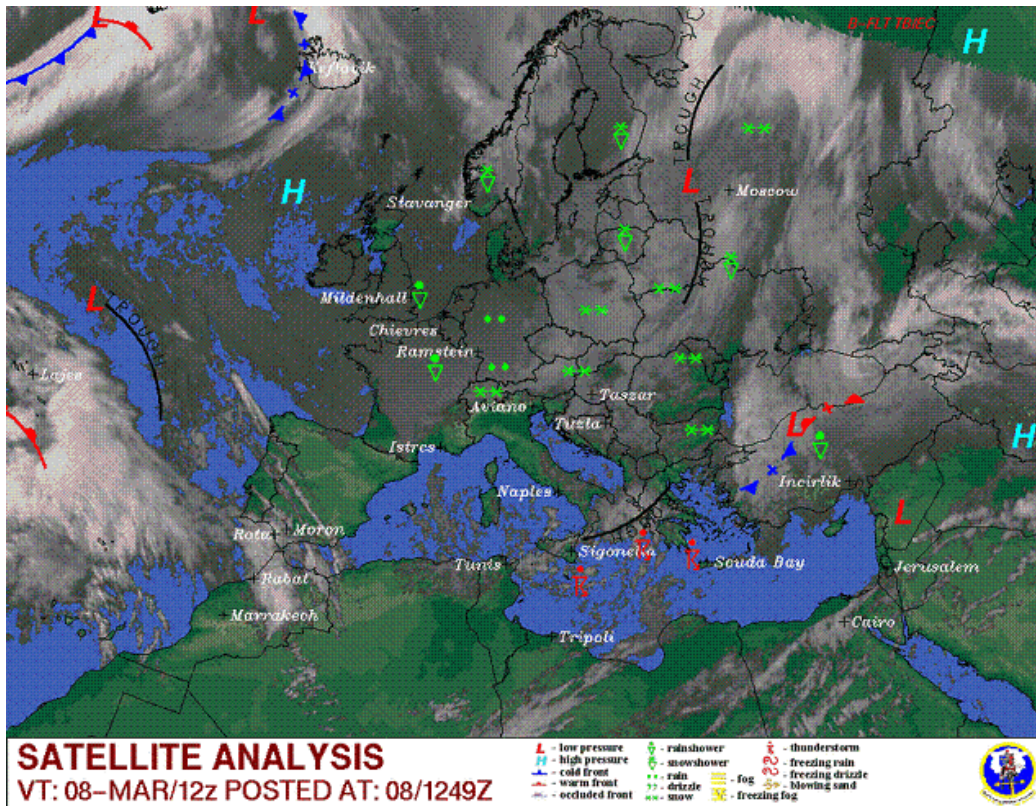 L
L
D-FLT TBIEC
H
Keflavik
TROUGH
H
L
Moscow
Stavanger
TROUGH
L
Mildenhall
TROUGH
Chievres
Ramstein
Lajes
Aviano
Taszar
Tuzla
L
H
Istres
Incirlik
Naples
L
Rota
Moron
Sigonella
Souda Bay
Tunis
Jerusalem
Rabat
Marrakech
Cairo
Tripoli
SATELLITE ANALYSIS
VT: 08-MAR/12z POSTED AT: 08/1249Z
L - low pressure
H - high pressure
- cold front
- warm front
- occluded front
- rainshower
- snowshower
- rain
- drizzle
- snow
- fog
- freezing fog
- thunderstorm
- freezing rain
- freezing drizzle
- blowing sand